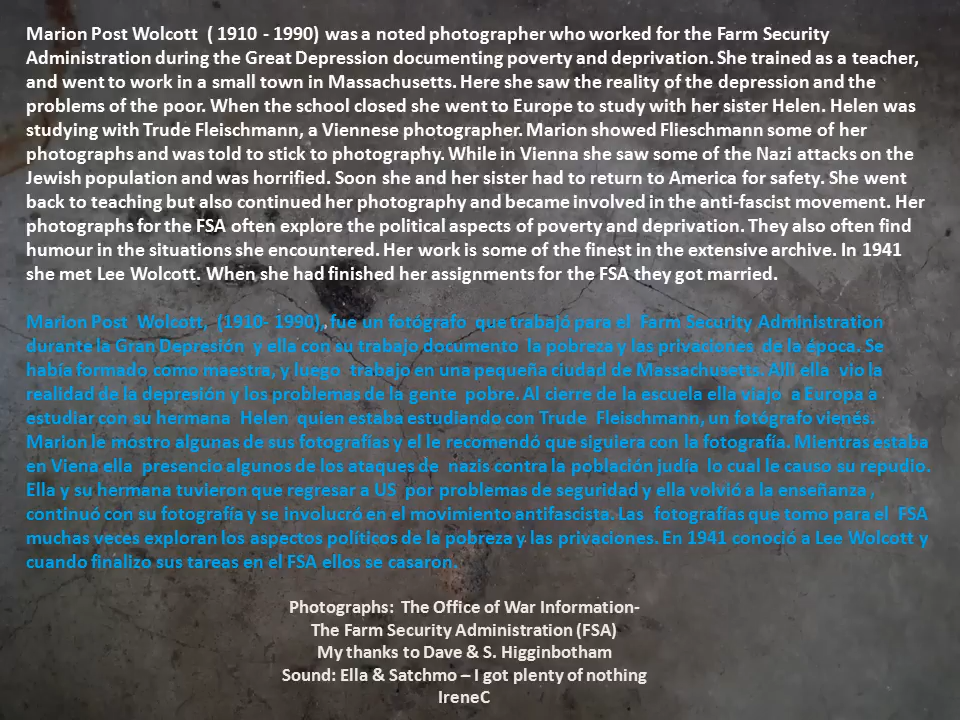 Marion Post Wolcott  ( 1910 - 1990) was a noted photographer who worked for the Farm Security
Administration during the Great Depression documenting poverty and deprivation. She trained as a teacher,
and went to work in a small town in Massachusetts. Here she saw the reality of the depression and the
problems of the poor. When the school closed she went to Europe to study with her sister Helen. Helen was
studying with Trude Fleischmann, a Viennese photographer. Marion showed Flieschmann some of her
photographs and was told to stick to photography. While in Vienna she saw some of the Nazi attacks on the
Jewish population and was horrified. Soon she and her sister had to return to America for safety. She went
back to teaching but also continued her photography and became involved in the anti-fascist movement. Her
photographs for the FSA often explore the political aspects of poverty and deprivation. They also often find
humour in the situations she encountered. Her work is some of the finest in the extensive archive. In 1941
she met Lee Wolcott. When she had finished her assignments for the FSA they got married.
Marion Post  Wolcott,  (1910- 1990), fue un fotógrafo  que trabajó para el  Farm Security Administration
durante la Gran Depresión  y ella con su trabajo documento  la pobreza y las privaciones  de la época. Se
había formado como maestra, y luego  trabajo en una pequeña ciudad de Massachusetts. Allí ella  vio la
realidad de la depresión y los problemas de la gente  pobre. Al cierre de la escuela ella viajo  a Europa a
estudiar con su hermana  Helen  quien estaba estudiando con Trude  Fleischmann, un fotógrafo vienés.
Marion le mostro algunas de sus fotografías y el le recomendó que siguiera con la fotografía. Mientras estaba
en Viena ella  presencio algunos de los ataques de  nazis contra la población judía  lo cual le causo su repudio.
Ella y su hermana tuvieron que regresar a US  por problemas de seguridad y ella volvió a la enseñanza ,
continuó con su fotografía y se involucró en el movimiento antifascista. Las  fotografías que tomo para el  FSA
muchas veces exploran los aspectos políticos de la pobreza y las privaciones. En 1941 conoció a Lee Wolcott y
cuando finalizo sus tareas en el FSA ellos se casaron.
Photographs:  The Office of War Information-
The Farm Security Administration (FSA)
My thanks to Dave & S. Higginbotham
Sound: Ella & Satchmo – I got plenty of nothing
IreneC